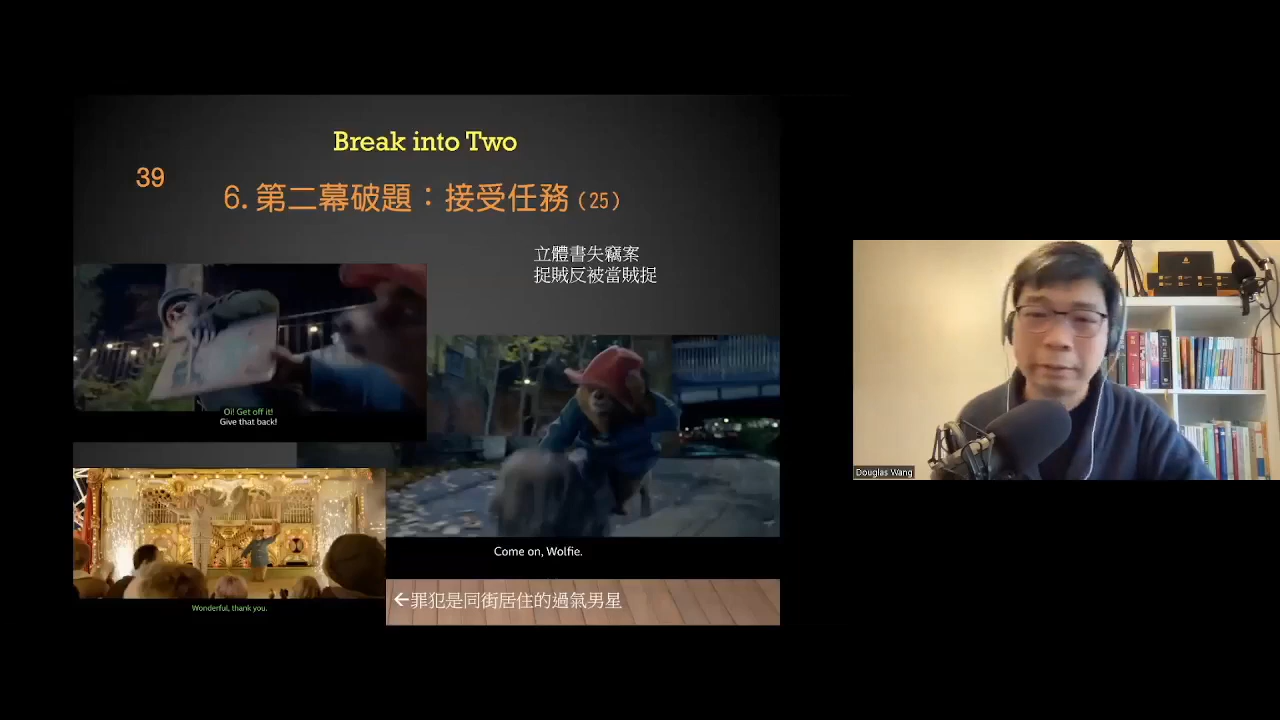 Break into Two
39
6. 第二幕破題：接受任務（25）
立體書失竊案
捉賊反被當賊捉
Oi! Get off it!
Give that back!
Come on, Wolfie.
Wonderful, thank you.
←罪犯是同街居住的過氣男星
Douglas Wang